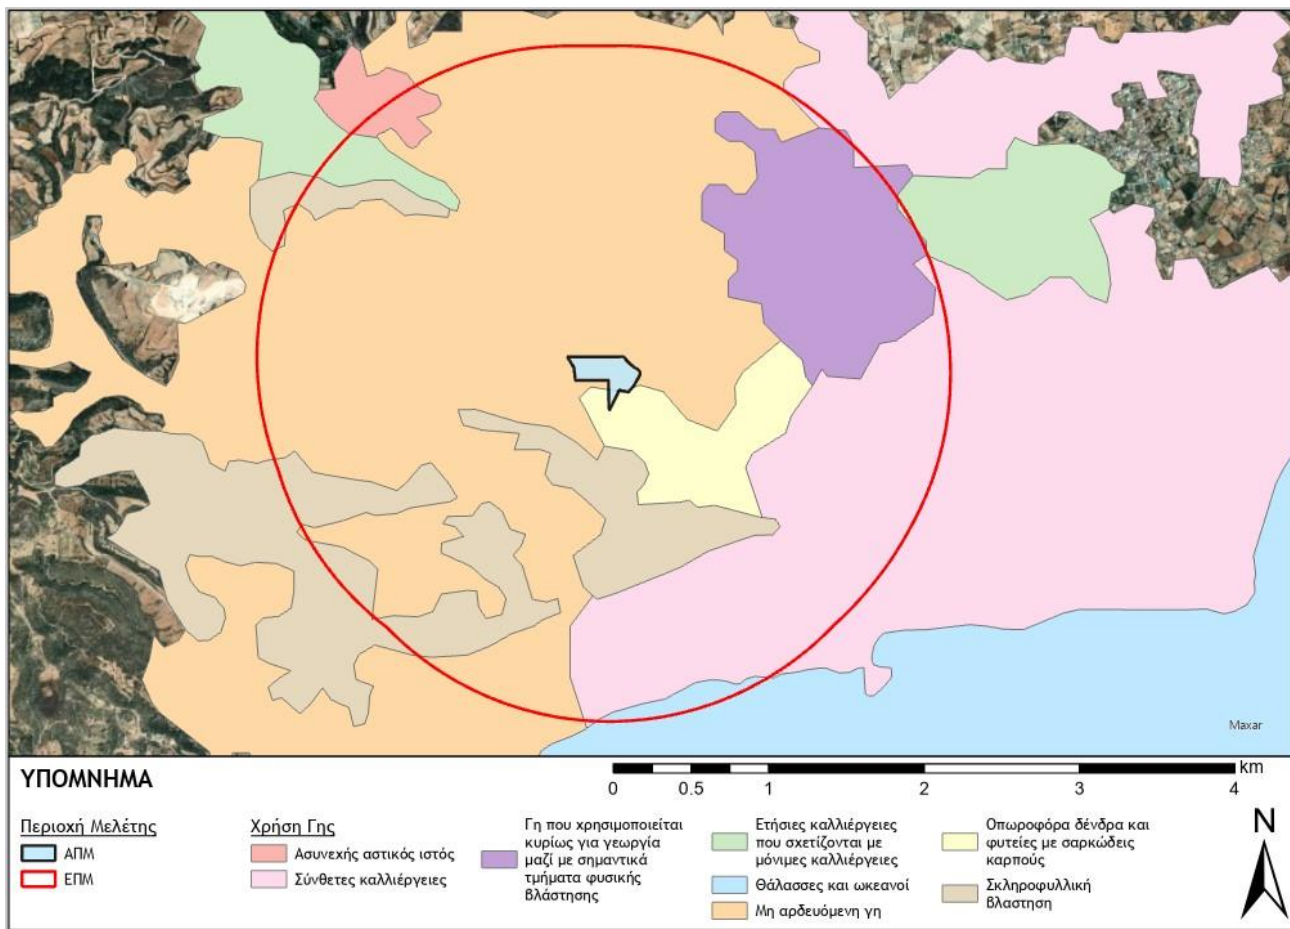 Maxar
ΥΠΟΜΝΗΜΑ
km
0 0.5 1 2 3 4
Περιοχή Μελέτης
ΑΠΜ
ΕΠΜ
Χρήση Γης
Ασυνεχής αστικός ιστός
Σύνθετες καλλιέργειες
Γη που χρησιμοποιείται
κυρίως για γεωργία
μαζί με σημαντικά
τμήματα φυσικής
βλάστησης
Ετήσιες καλλιέργειες
που σχετίζονται με
μόνιμες καλλιέργειες
Θάλασσες και ωκεανοί
Μη αρδευόμενη γη
Οπωροφόρα δένδρα και
φυτείες με σαρκώδεις
καρπούς
Σκληροφυλλική
βλαστηση
N